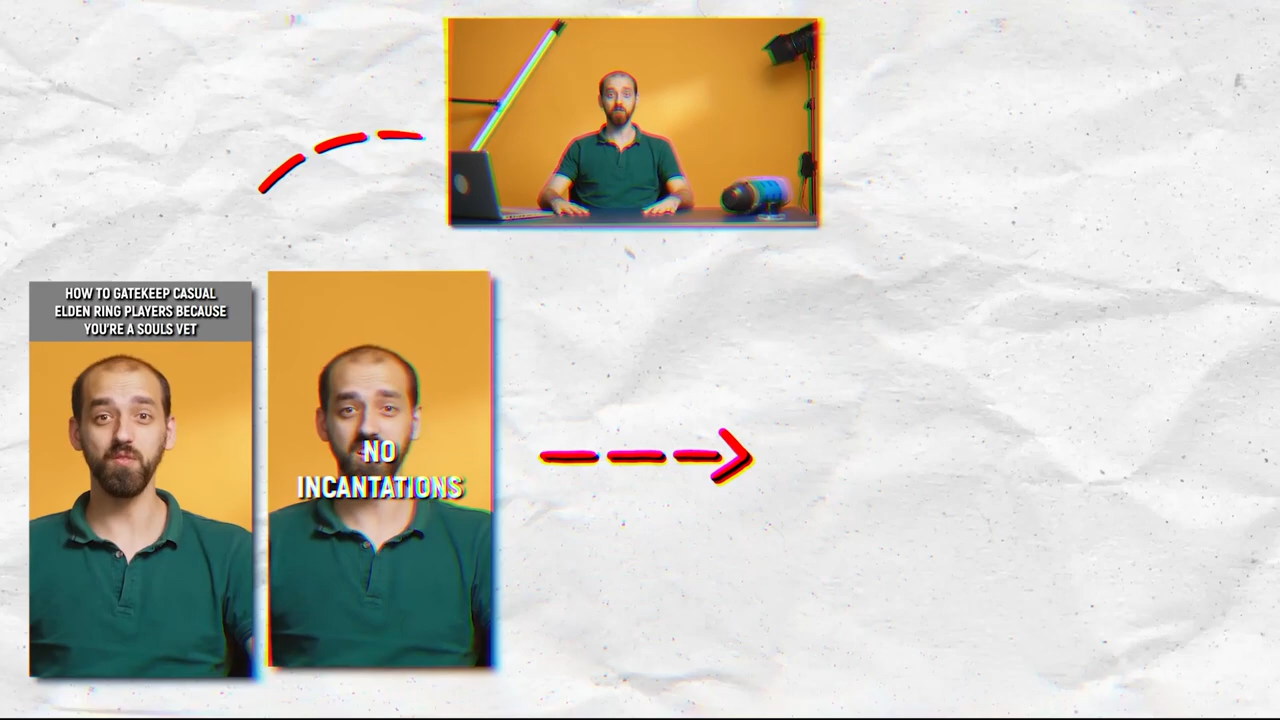 HOW TO GATEKEEP CASUAL
ELDEN RING PLAYERS BECAUSE
YOU'RE A SOULS VET
NO
INCANTATIONS